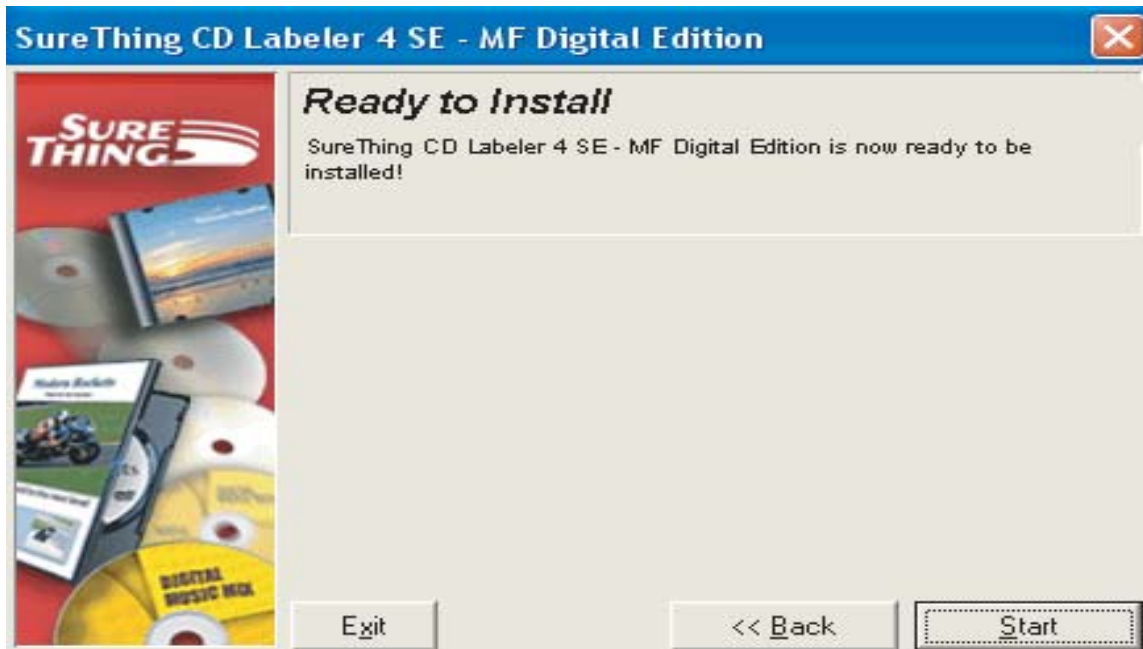 SureThing CD Labeler 4 SE - MF Digital Edition
SURE
THING
Ready to Install
SureThing CD Labeler 4 SE - MF Digital Edition is now ready to be
installed!
Modern Rockets
DIGITAL
MUSIC MIX
Exit
<< Back
Start